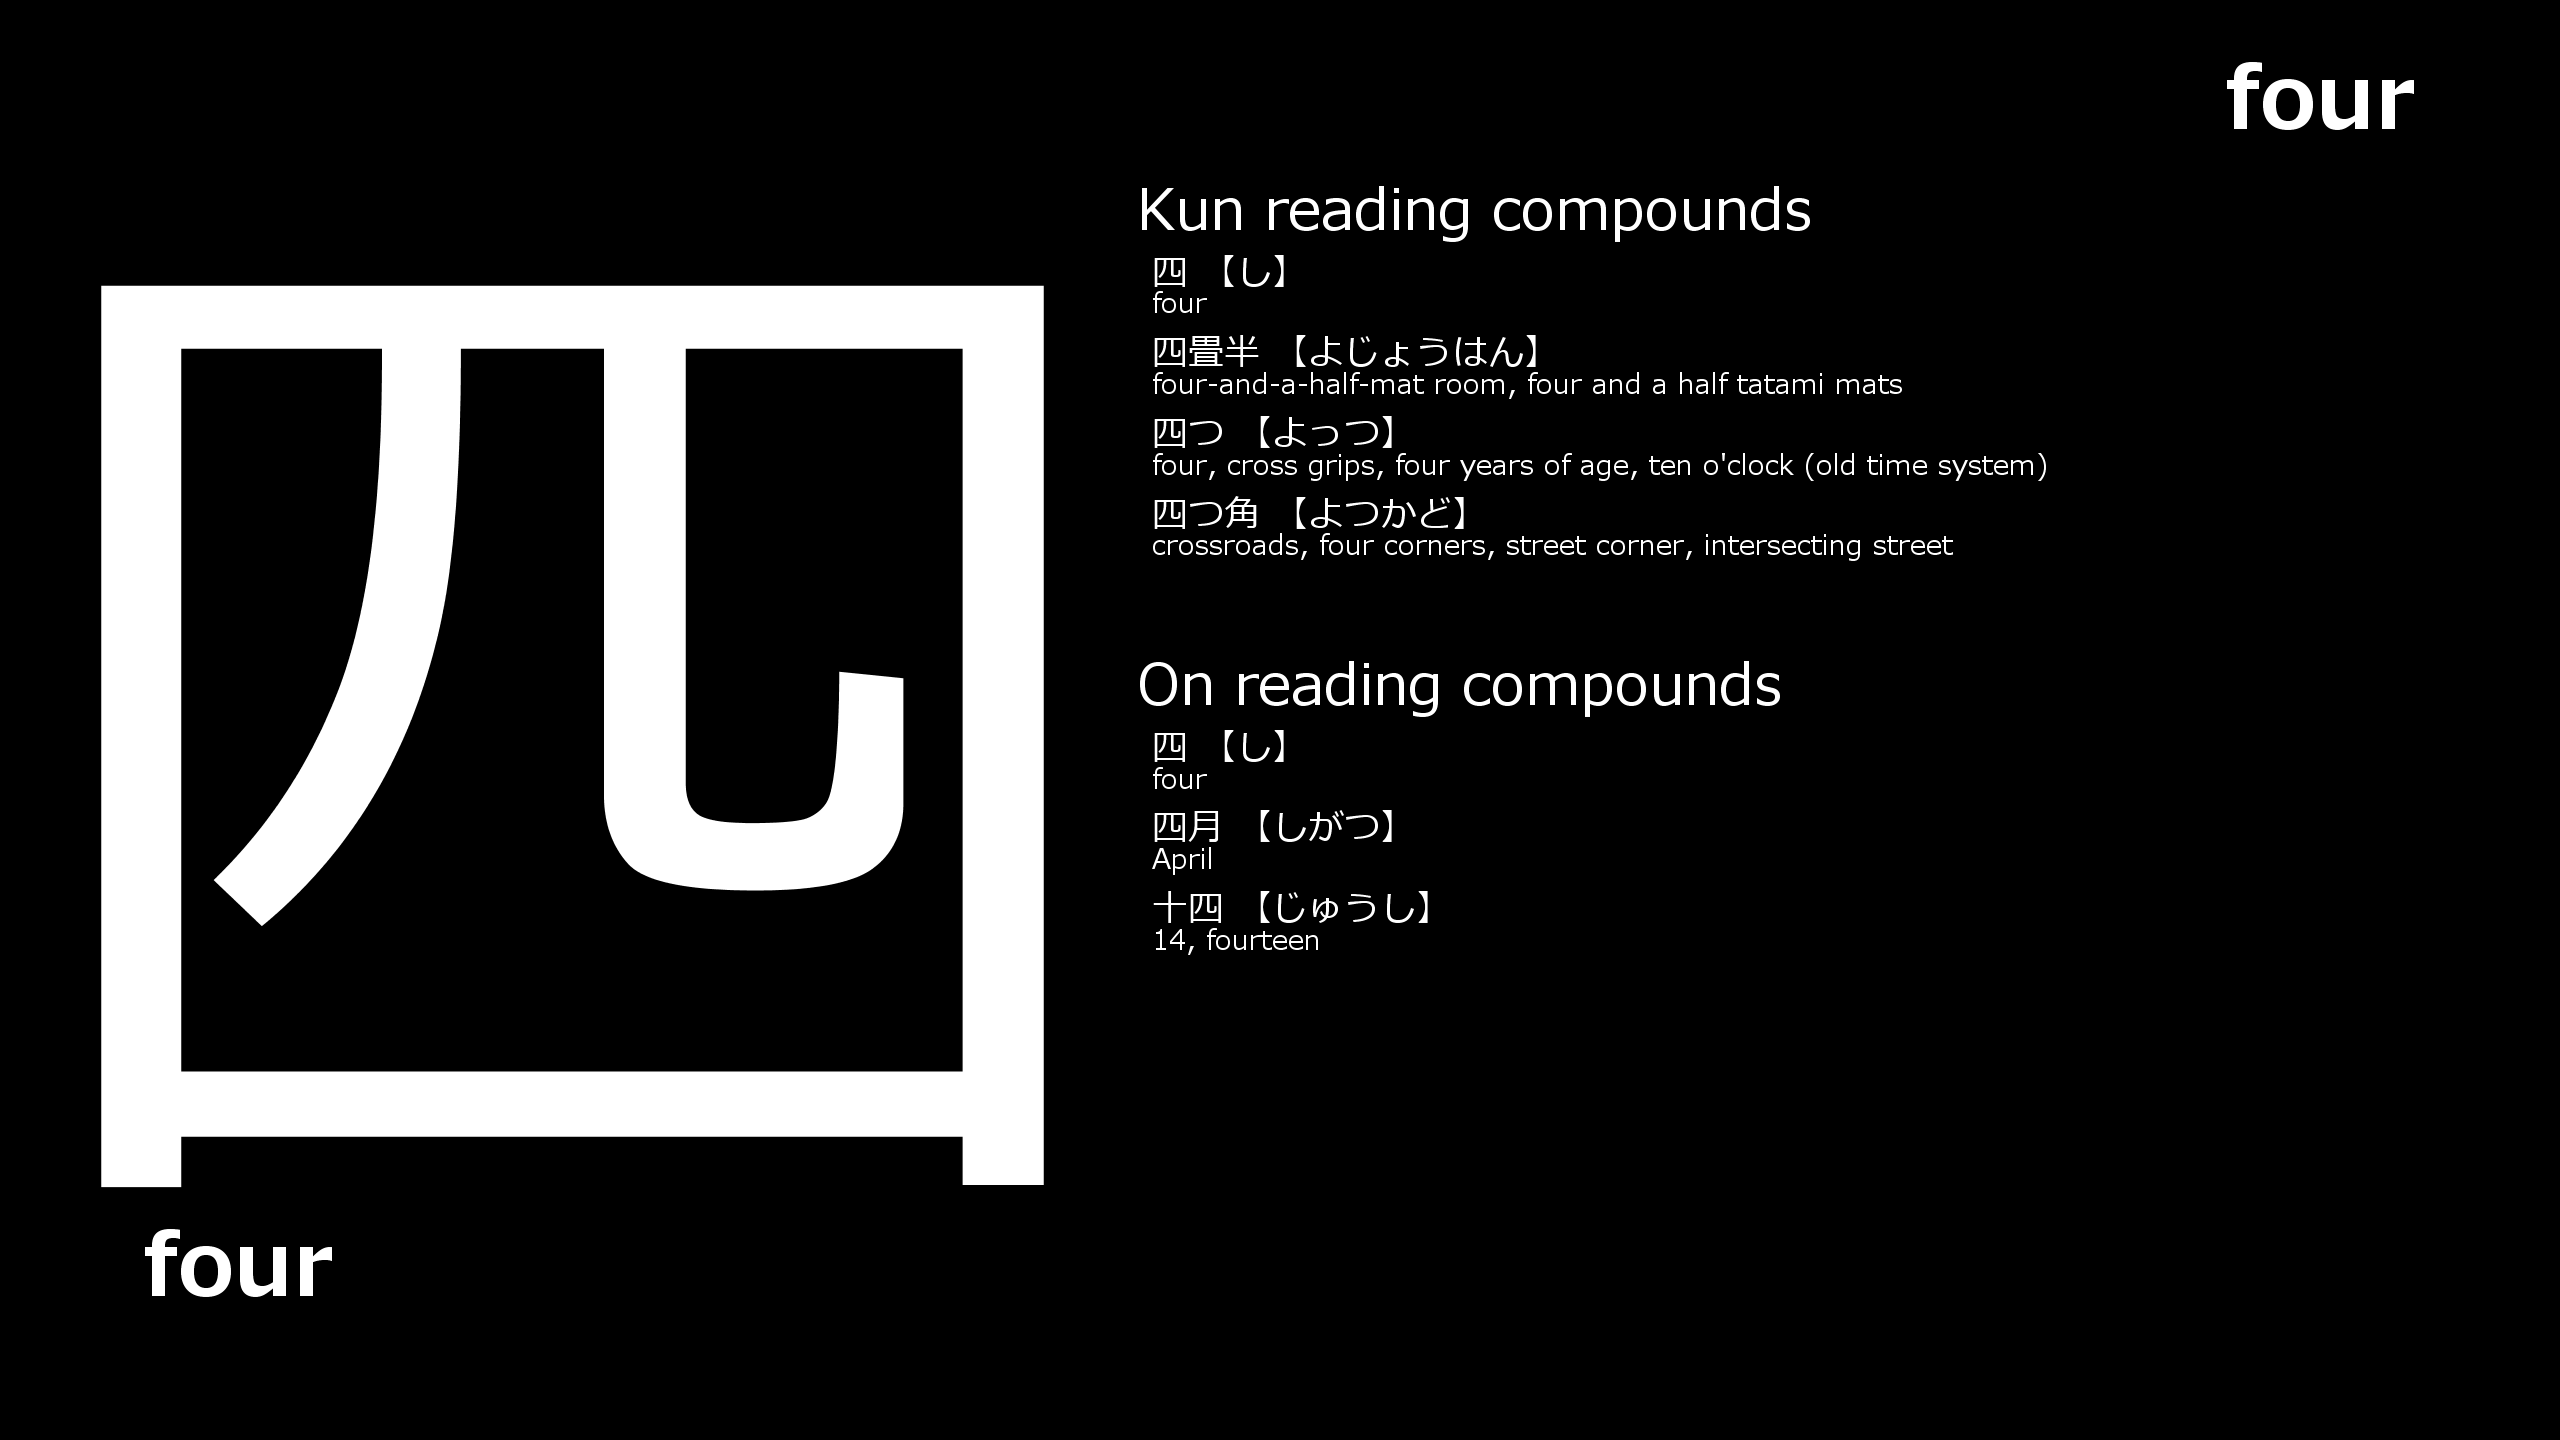 four
四
four
Kun reading compounds
四 【し】
four
四畳半 【よじょうはん】
four-and-a-half-mat room, four and a half tatami mats
四つ 【よっつ】
four, cross grips, four years of age, ten o'clock (old time system)
四つ角 【よつかど】
crossroads, four corners, street corner, intersecting street
On reading compounds
四 【し】
four
四月 【しがつ】
April
十四 【じゅうし】
14, fourteen